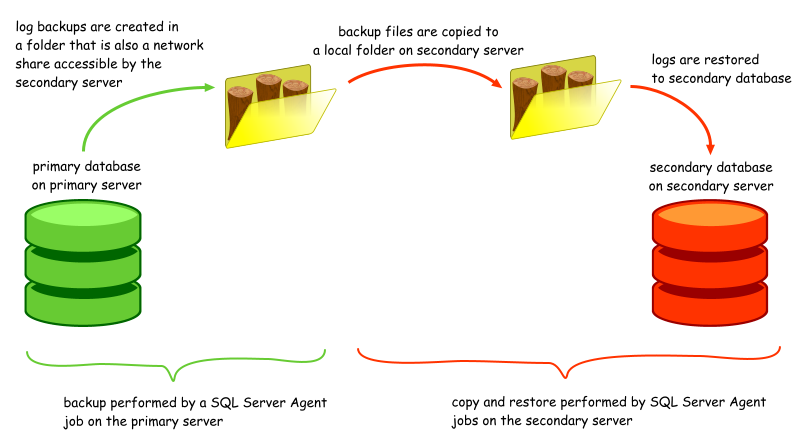 log backups are created in
a folder that is also a network
share accessible by the
secondary server
backup files are copied to
a local folder on secondary server
logs are restored
to secondary database
primary database
on primary server
secondary database
on secondary server
backup performed by a SQL Server Agent
job on the primary server
copy and restore performed by SQL Server Agent
jobs on the secondary server